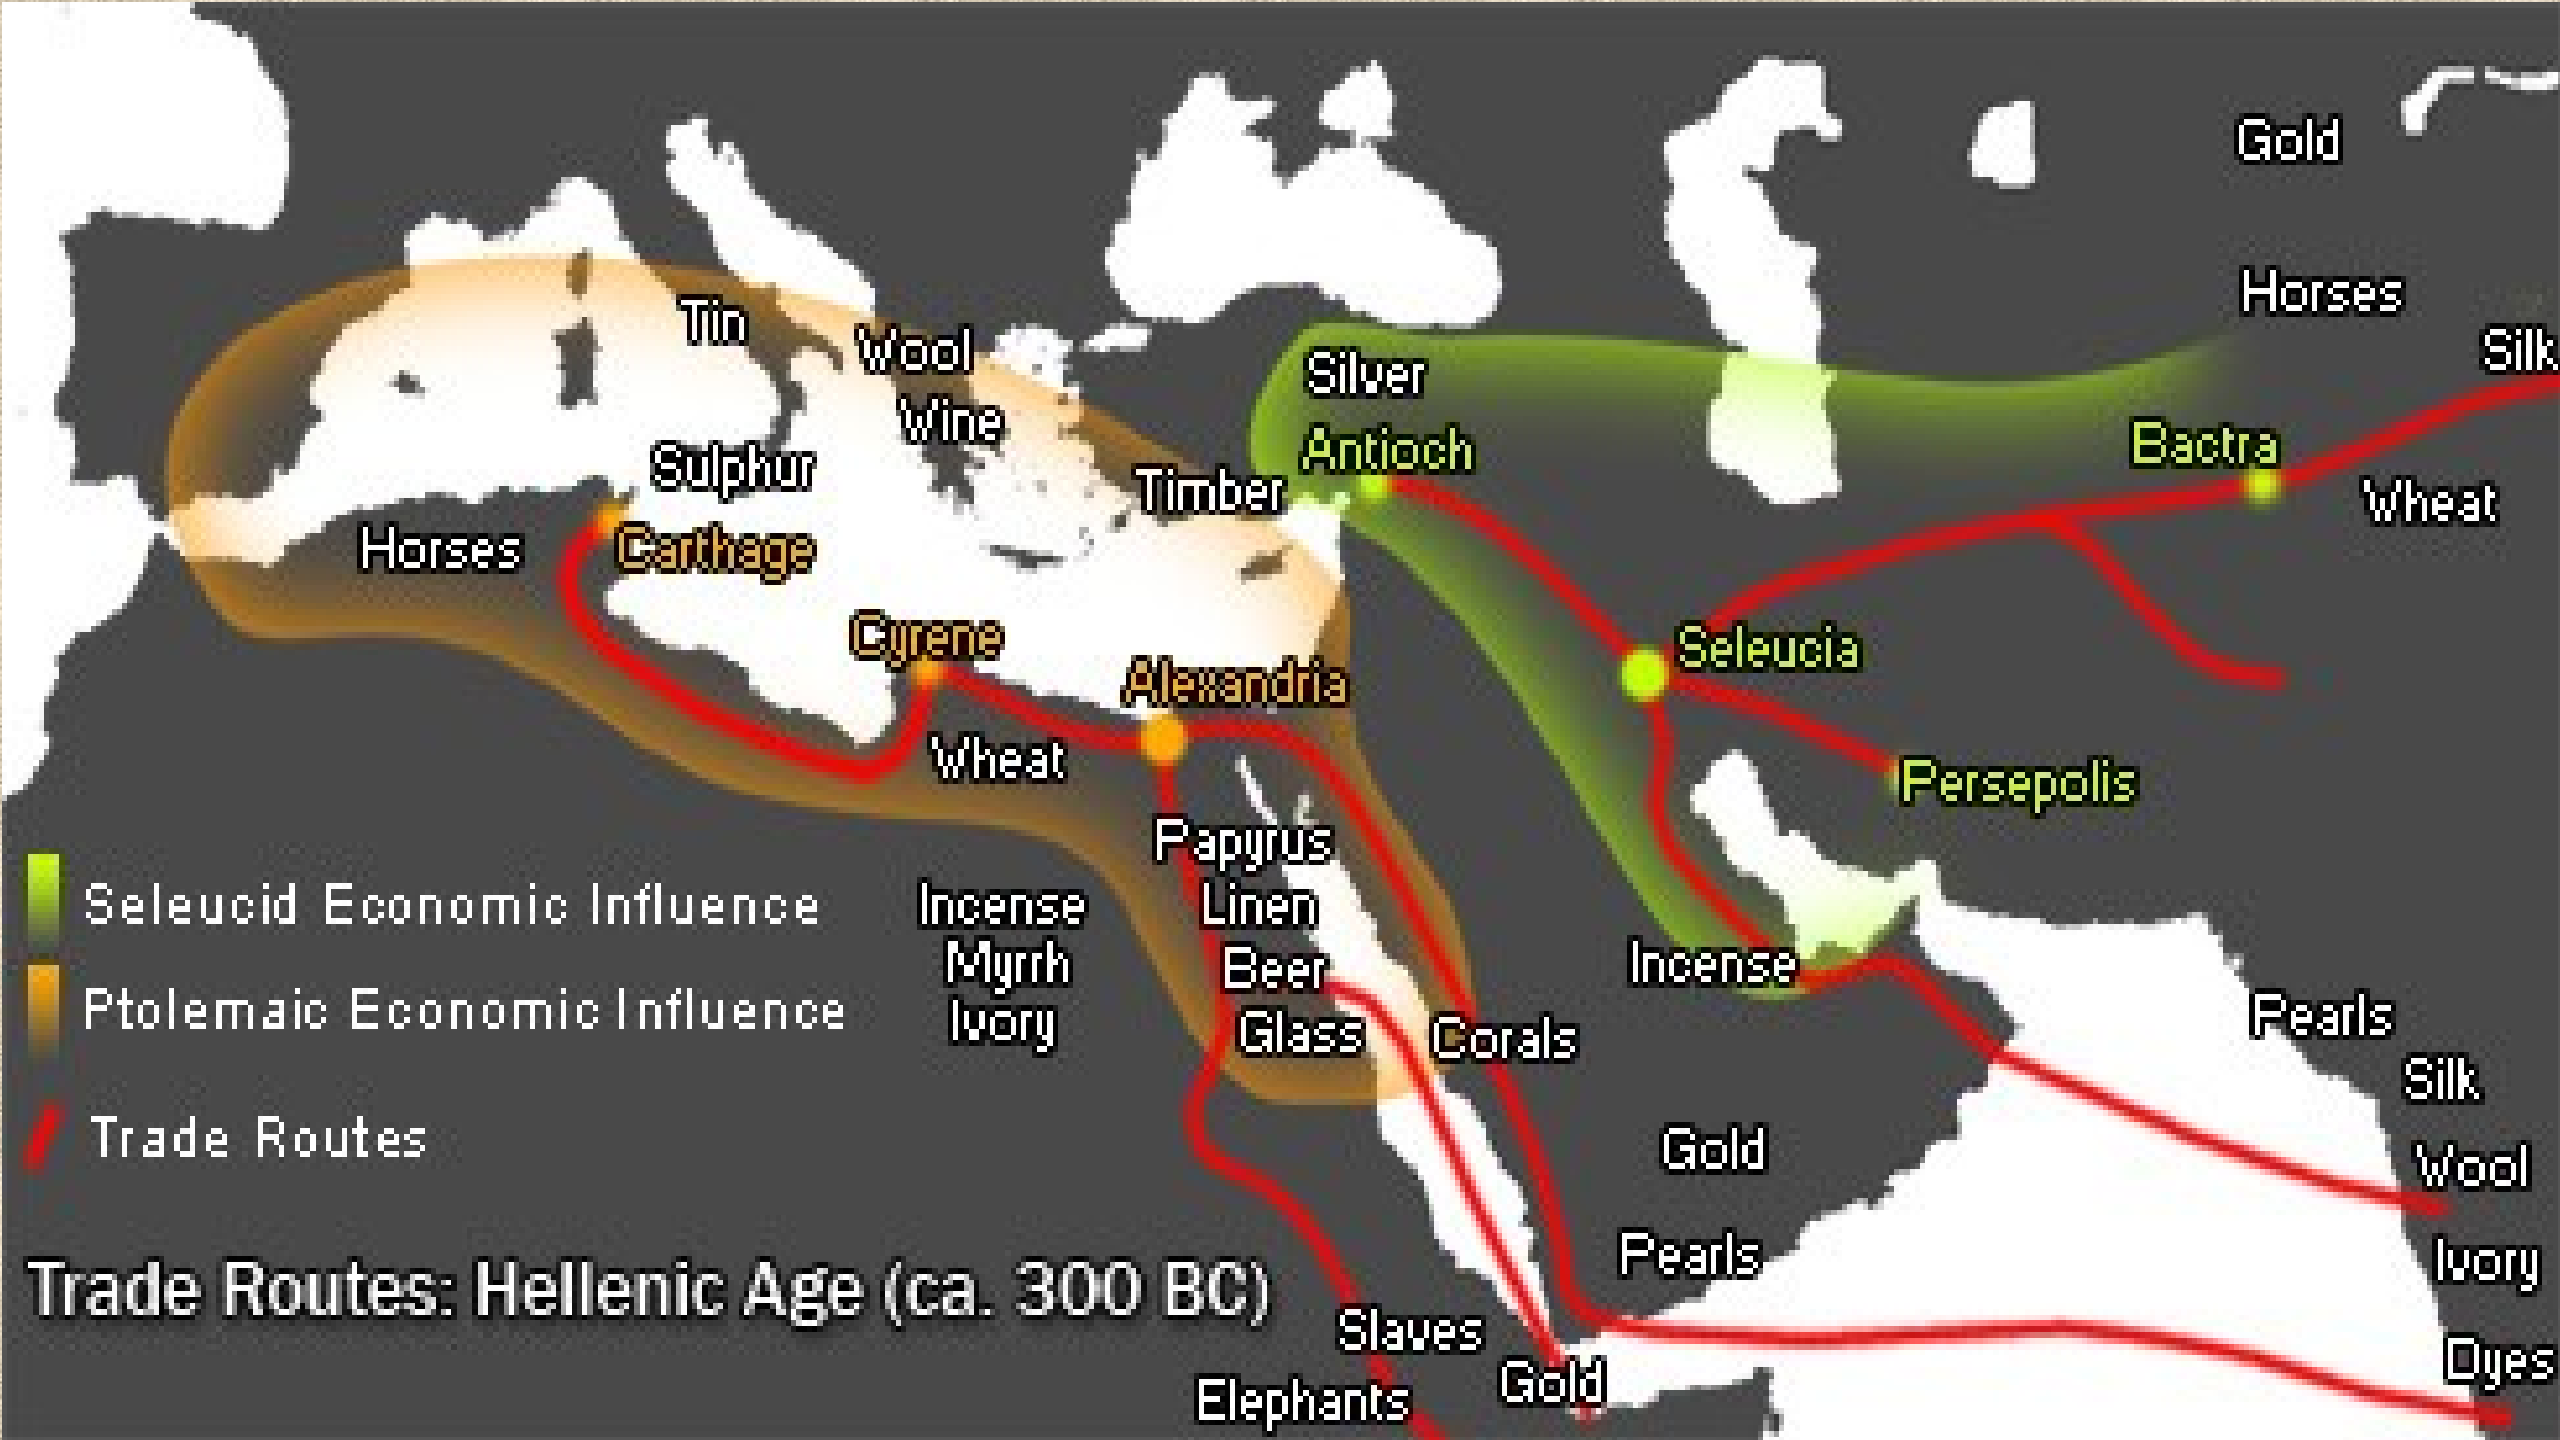 Gold
Horses
Silk
Tin
Wool
Silver
Wine
Antioch
Bactra
Sulphur
Timber
Wheat
Horses
Carthage
Cyrene
Seleucia
Alexandria
Wheat
Persepolis
Papyrus
Seleucid Economic Influence
Incense
Linen
Myrrh
Beer
Incense
Ptolemaic Economic Influence
Ivory
Glass
Corals
Pearls
Silk
Trade Routes
Gold
Wool
Pearls
Ivory
Trade Routes: Hellenic Age (ca. 300 BC)
Slaves
Dyes
Gold
Elephants